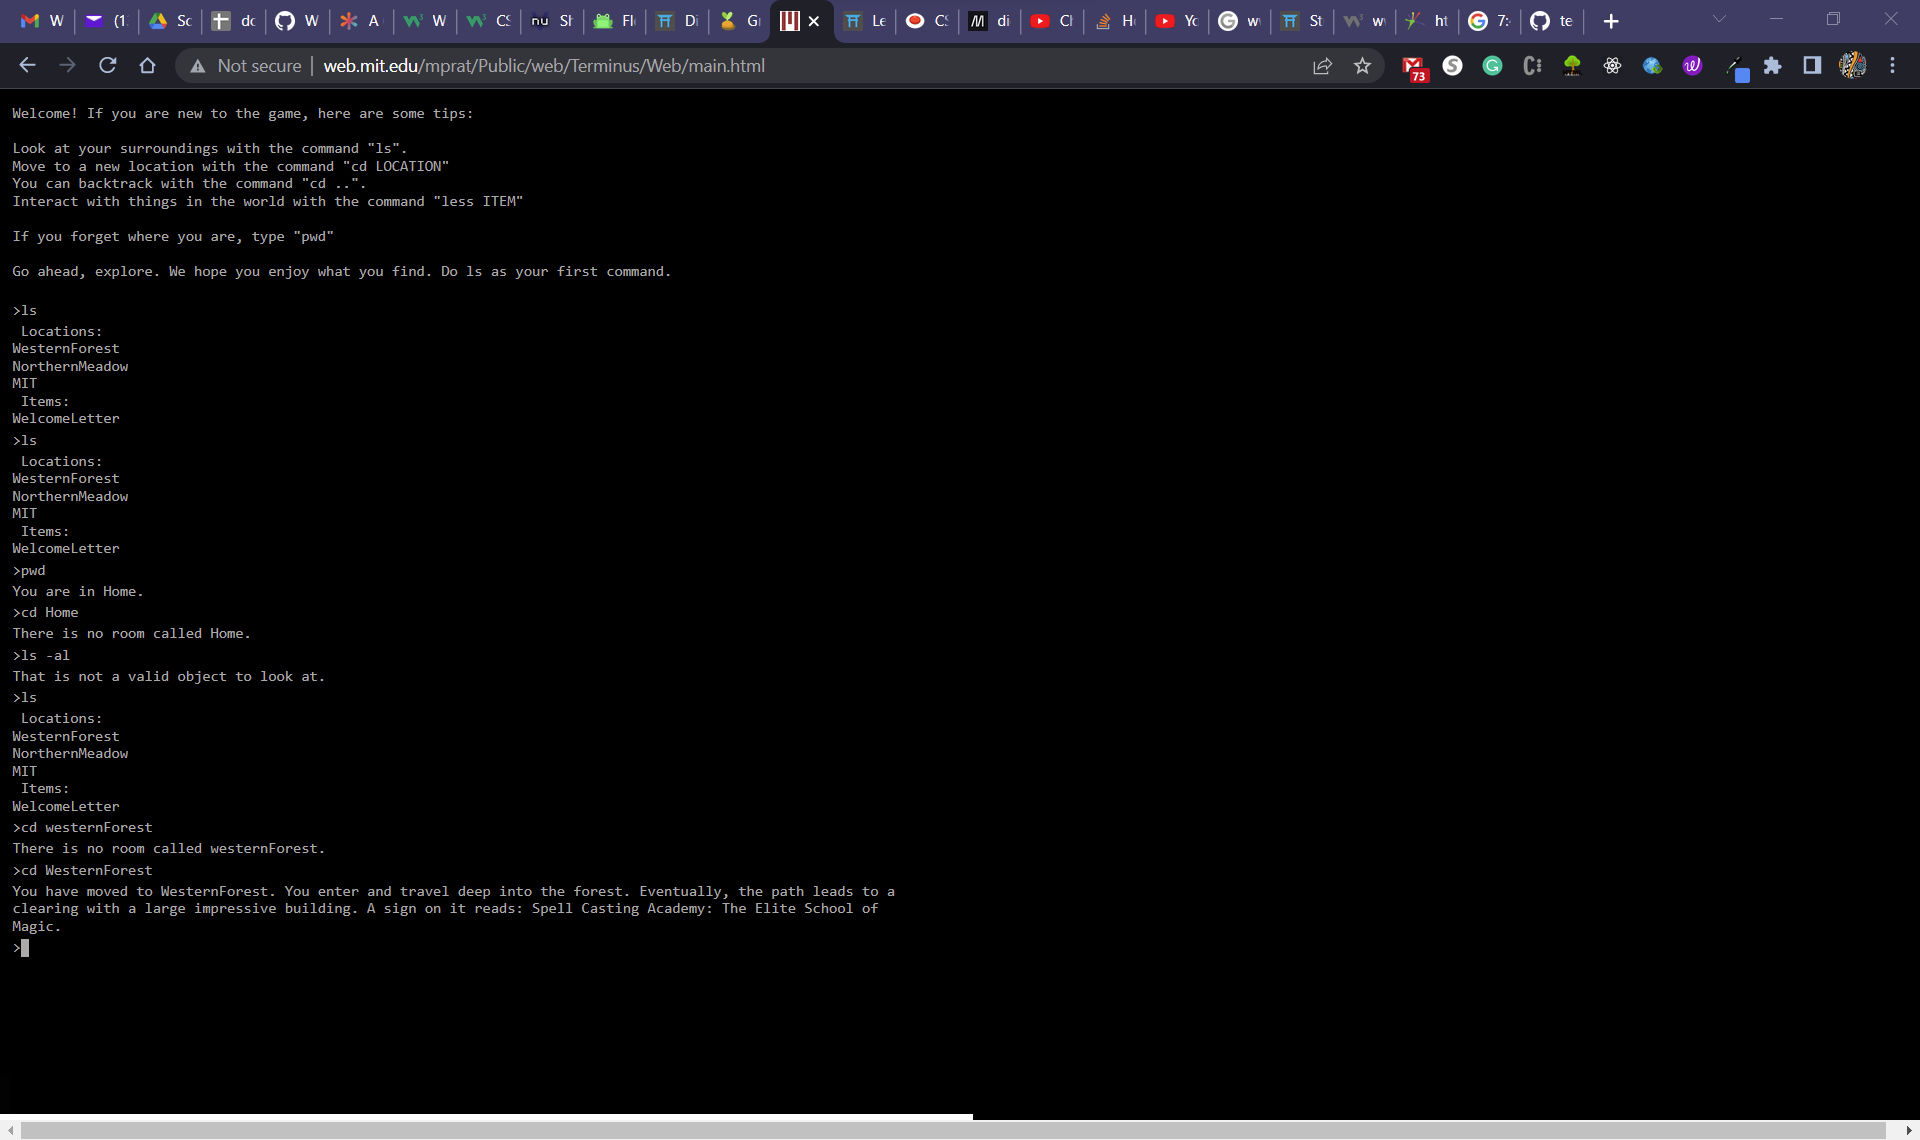 W
(1
Sc
dc
W
A
W
CS
Sh
Fl
Di
Gr
Le
CS
di
Ch
Ho
Yo
w
St
w
ht
7:
te
Not secure | web.mit.edu/mprat/Public/web/Terminus/Web/main.html
73
Welcome! If you are new to the game, here are some tips:
Look at your surroundings with the command "ls".
Move to a new location with the command "cd LOCATION"
You can backtrack with the command "cd ..".
Interact with things in the world with the command "less ITEM"
If you forget where you are, type "pwd"
Go ahead, explore. We hope you enjoy what you find. Do ls as your first command.
>ls
Locations:
WesternForest
NorthernMeadow
MIT
Items:
WelcomeLetter
>ls
Locations:
WesternForest
NorthernMeadow
MIT
Items:
WelcomeLetter
>pwd
You are in Home.
>cd Home
There is no room called Home.
>ls -al
That is not a valid object to look at.
>ls
Locations:
WesternForest
NorthernMeadow
MIT
Items:
WelcomeLetter
>cd westernForest
There is no room called westernForest.
>cd WesternForest
You have moved to WesternForest. You enter and travel deep into the forest. Eventually, the path leads to a
clearing with a large impressive building. A sign on it reads: Spell Casting Academy: The Elite School of
Magic.
>